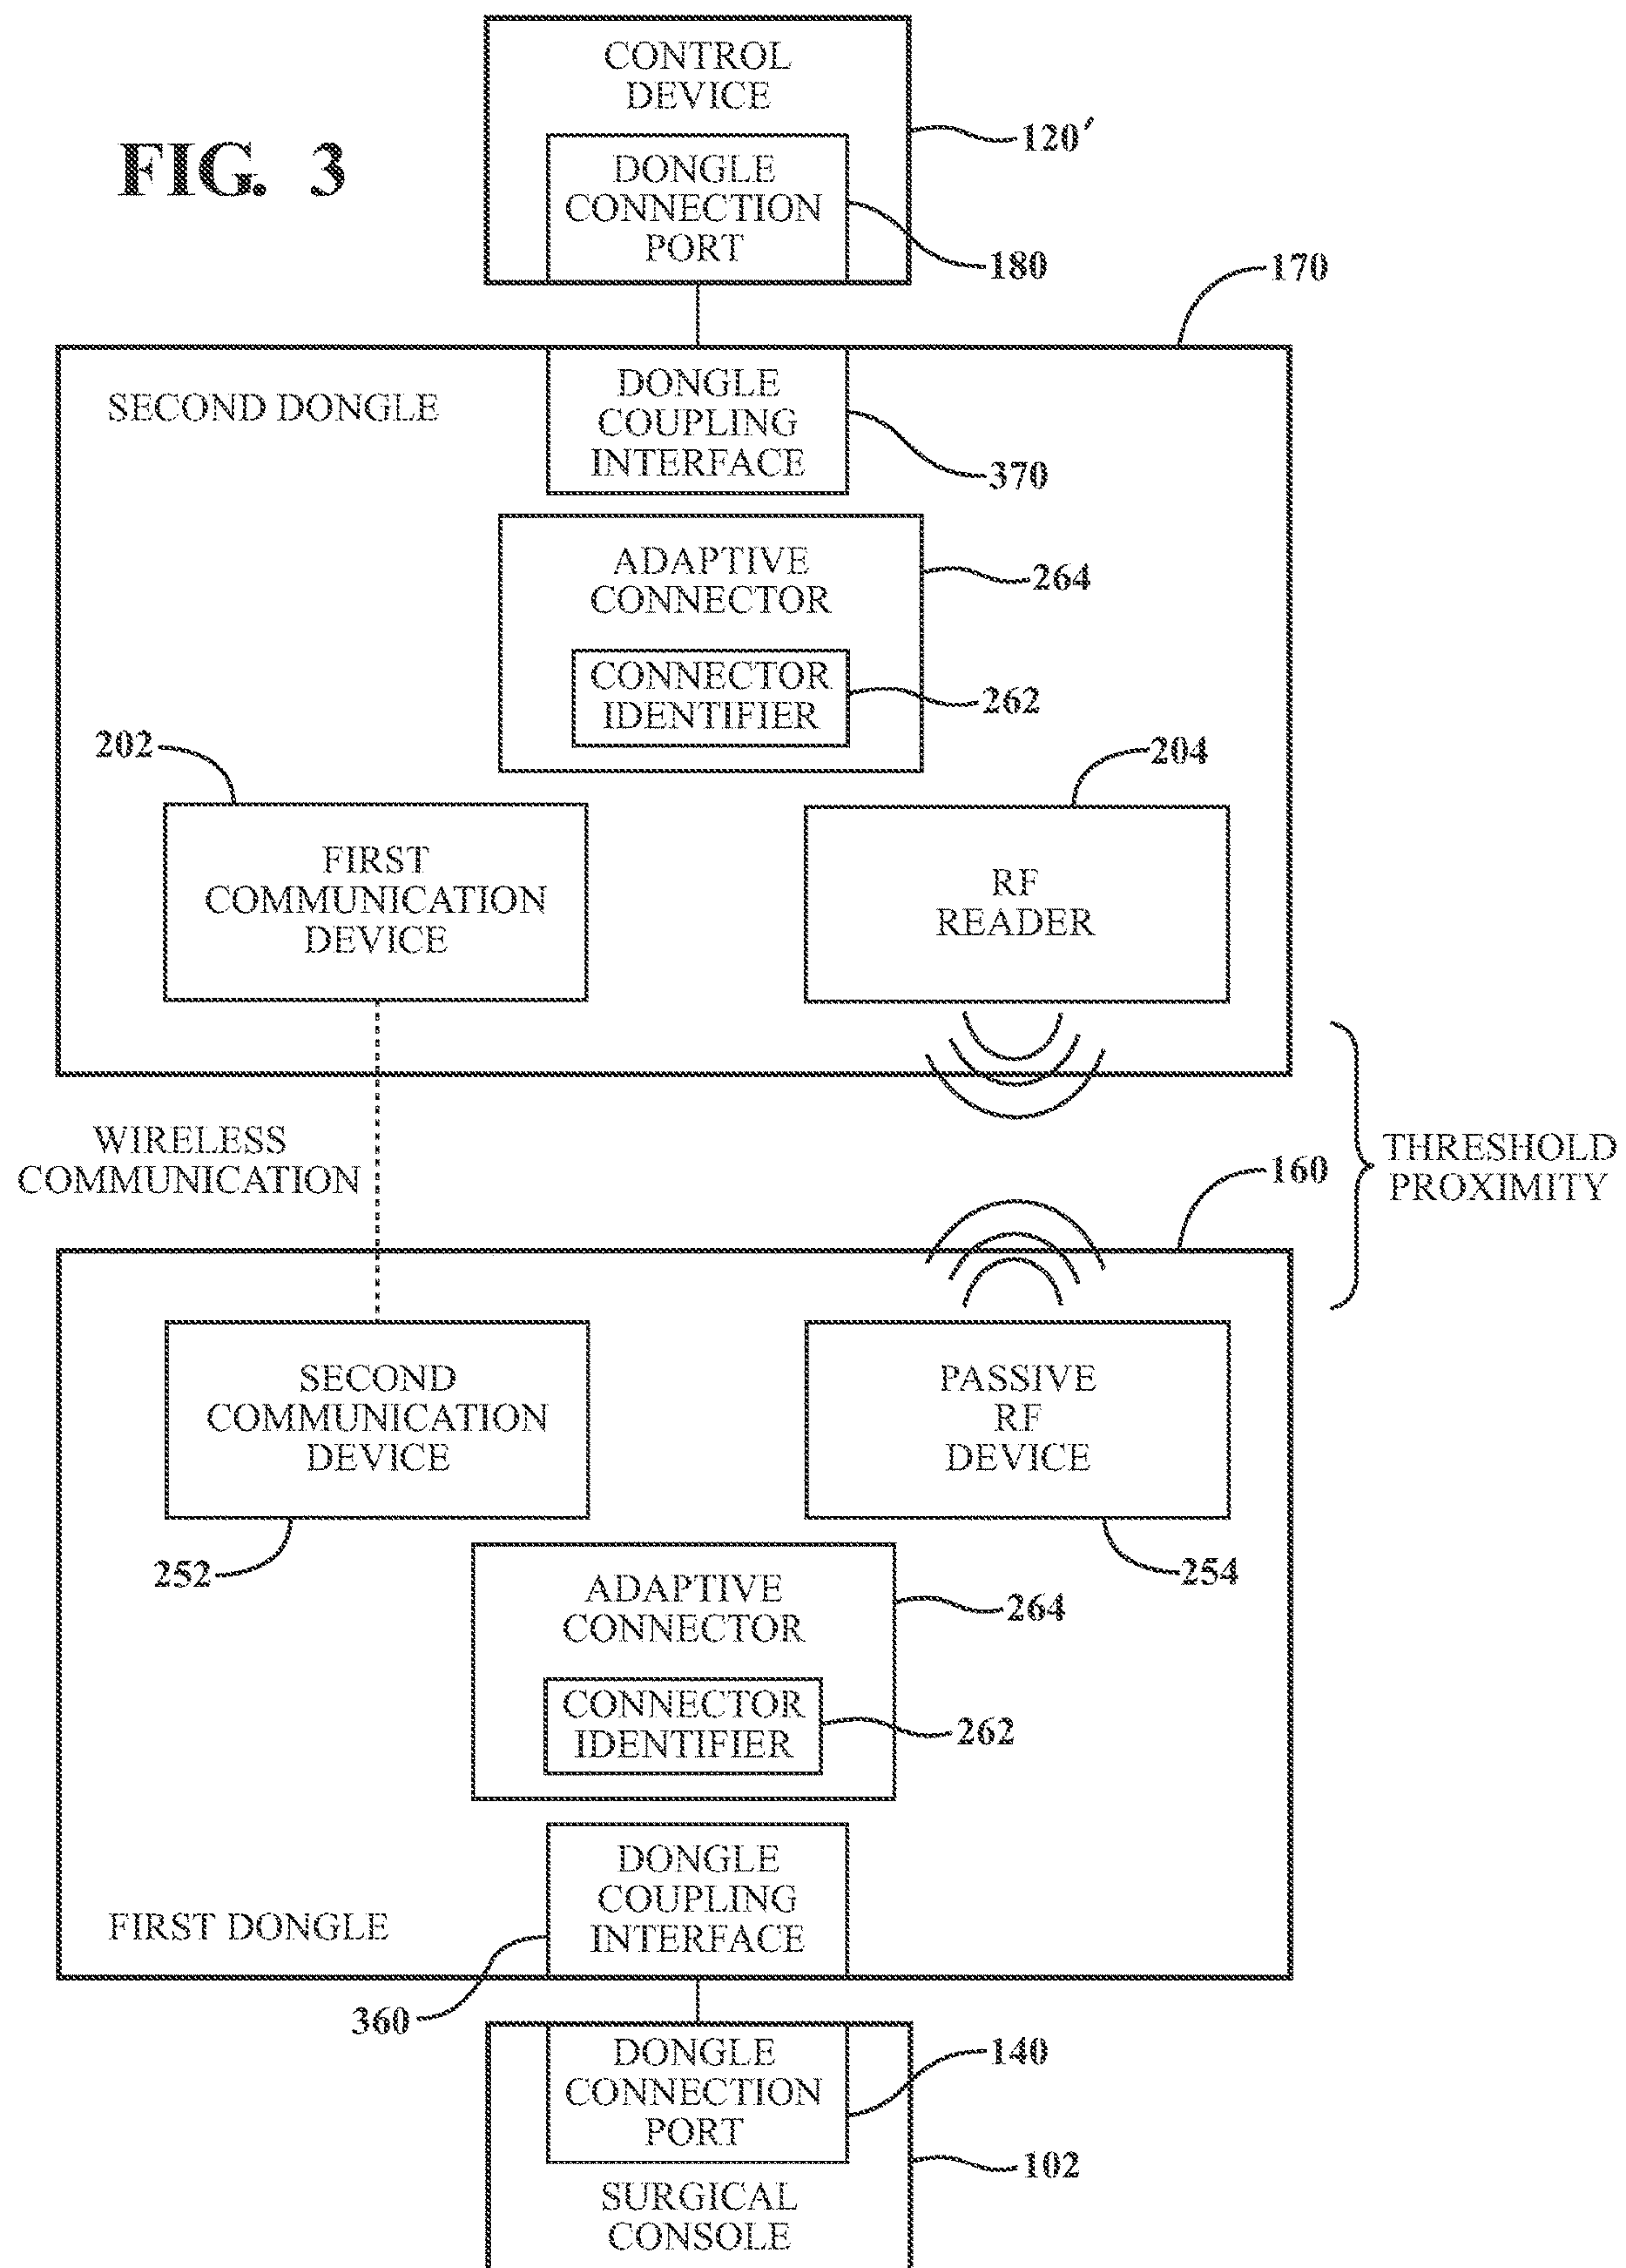 FIG. 3
CONTROL
DEVICE
120′
DONGLE
CONNECTION
PORT
180
170
SECOND DONGLE
DONGLE
COUPLING
INTERFACE
370
ADAPTIVE
CONNECTOR
264
CONNECTOR
IDENTIFIER
262
202
204
FIRST
COMMUNICATION
DEVICE
RF
READER
WIRELESS
COMMUNICATION
THRESHOLD
PROXIMITY
160
SECOND
COMMUNICATION
DEVICE
PASSIVE
RF
DEVICE
252
254
ADAPTIVE
CONNECTOR
264
CONNECTOR
IDENTIFIER
262
DONGLE
COUPLING
INTERFACE
FIRST DONGLE
360
DONGLE
CONNECTION
PORT
140
102
SURGICAL
CONSOLE